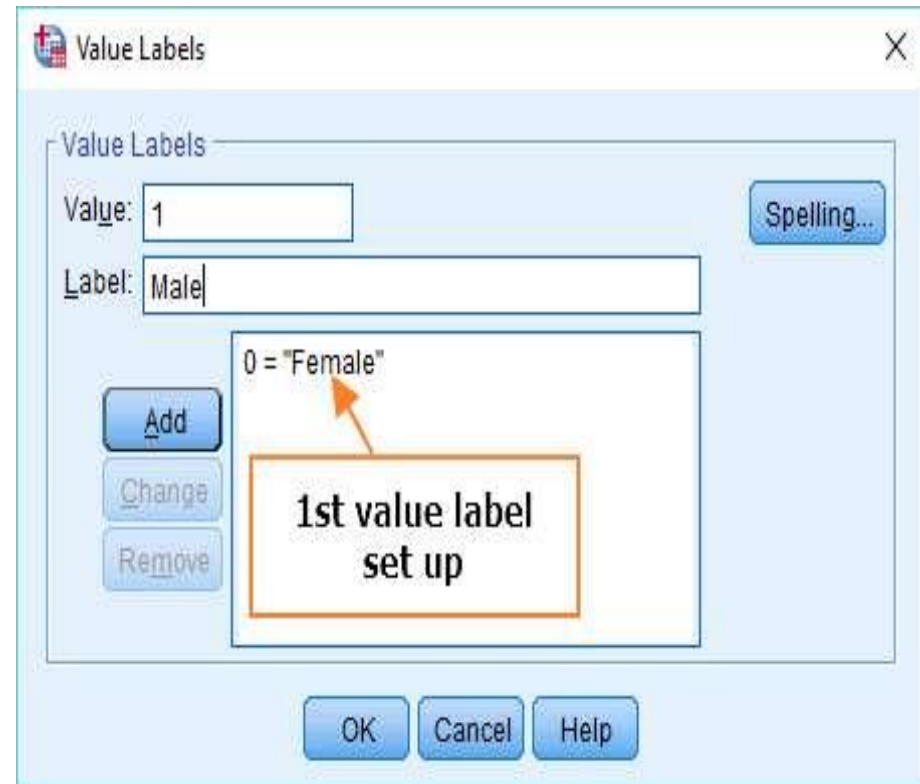 Value Labels
Value Labels
Value: 1
Spelling...
Label: Male
0 = "Female"
Add
Change
Remove
1st value label
set up
OK Cancel Help